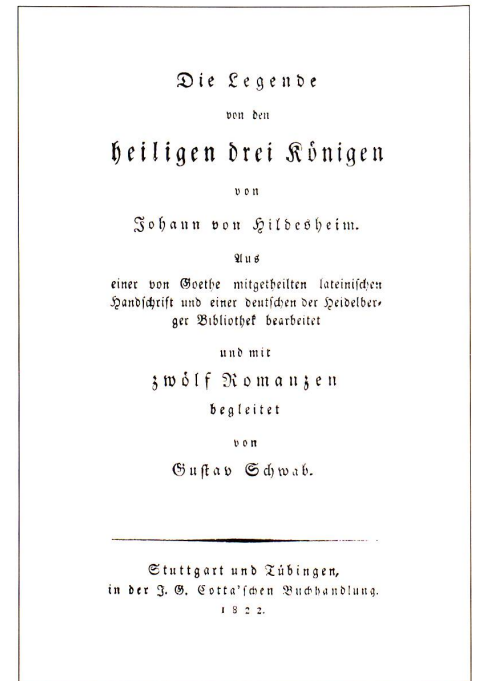 Die Legende
von den
heiligen drei Königen
von
Johann von Hildesheim.
Aus
einer von Goethe mitgetheilten lateinischen
Handschrift und einer deutschen der Heidelber-
ger Bibliothek bearbeitet
und mit
zwölf Romanzen
begleitet
von
Gustav Schwab.
Stuttgart und Tübingen,
in der J. G. Cotta'schen Buchhandlung.
1822.